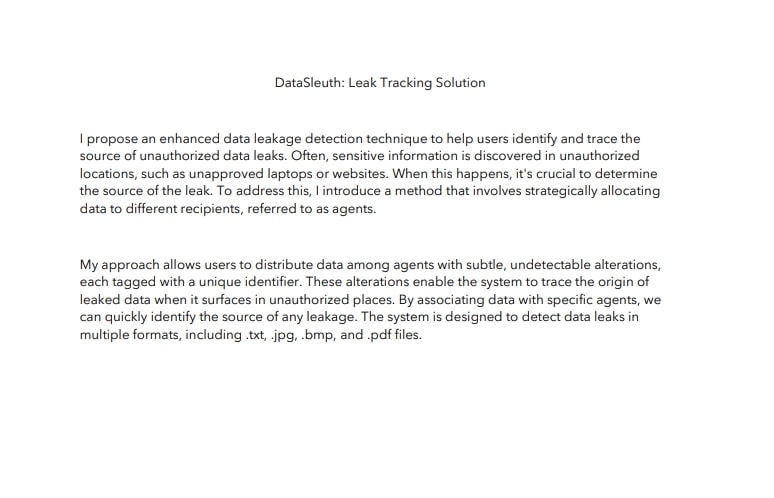 DataSleuth: Leak Tracking Solution
I propose an enhanced data leakage detection technique to help users identify and trace the
source of unauthorized data leaks. Often, sensitive information is discovered in unauthorized
locations, such as unapproved laptops or websites. When this happens, it's crucial to determine
the source of the leak. To address this, I introduce a method that involves strategically allocating
data to different recipients, referred to as agents.
My approach allows users to distribute data among agents with subtle, undetectable alterations,
each tagged with a unique identifier. These alterations enable the system to trace the origin of
leaked data when it surfaces in unauthorized places. By associating data with specific agents, we
can quickly identify the source of any leakage. The system is designed to detect data leaks in
multiple formats, including .txt, .jpg, .bmp, and .pdf files.